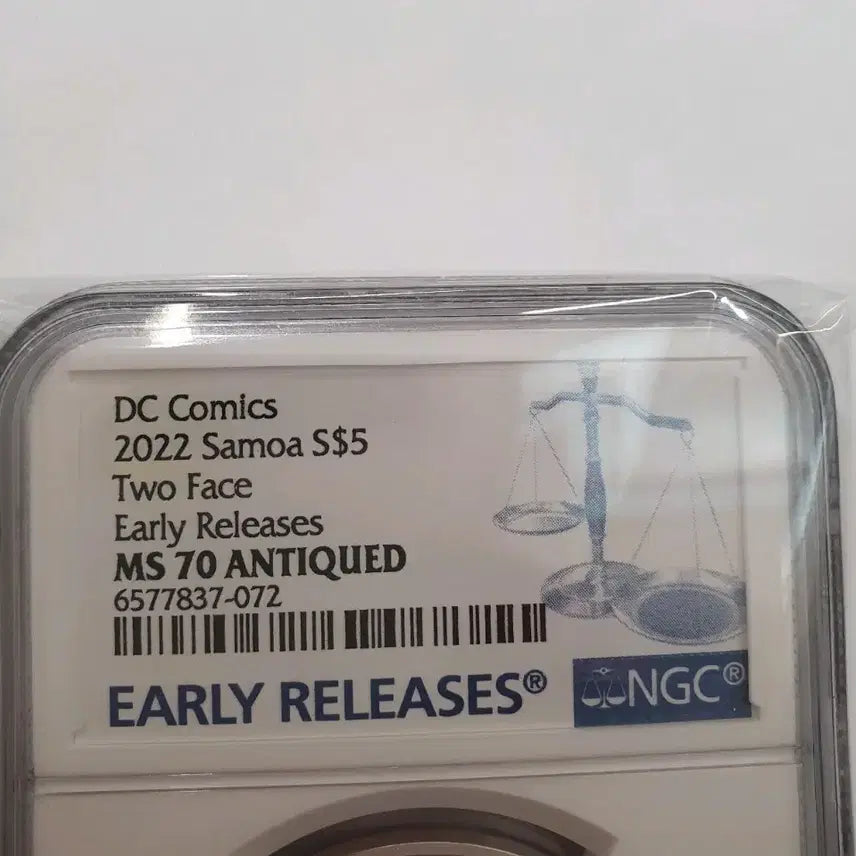 DC Comics
2022 Samoa S$5
Two Face
Early Releases
MS 70 ANTIQUED
6577837-072
EARLY RELEASES®
NGC®